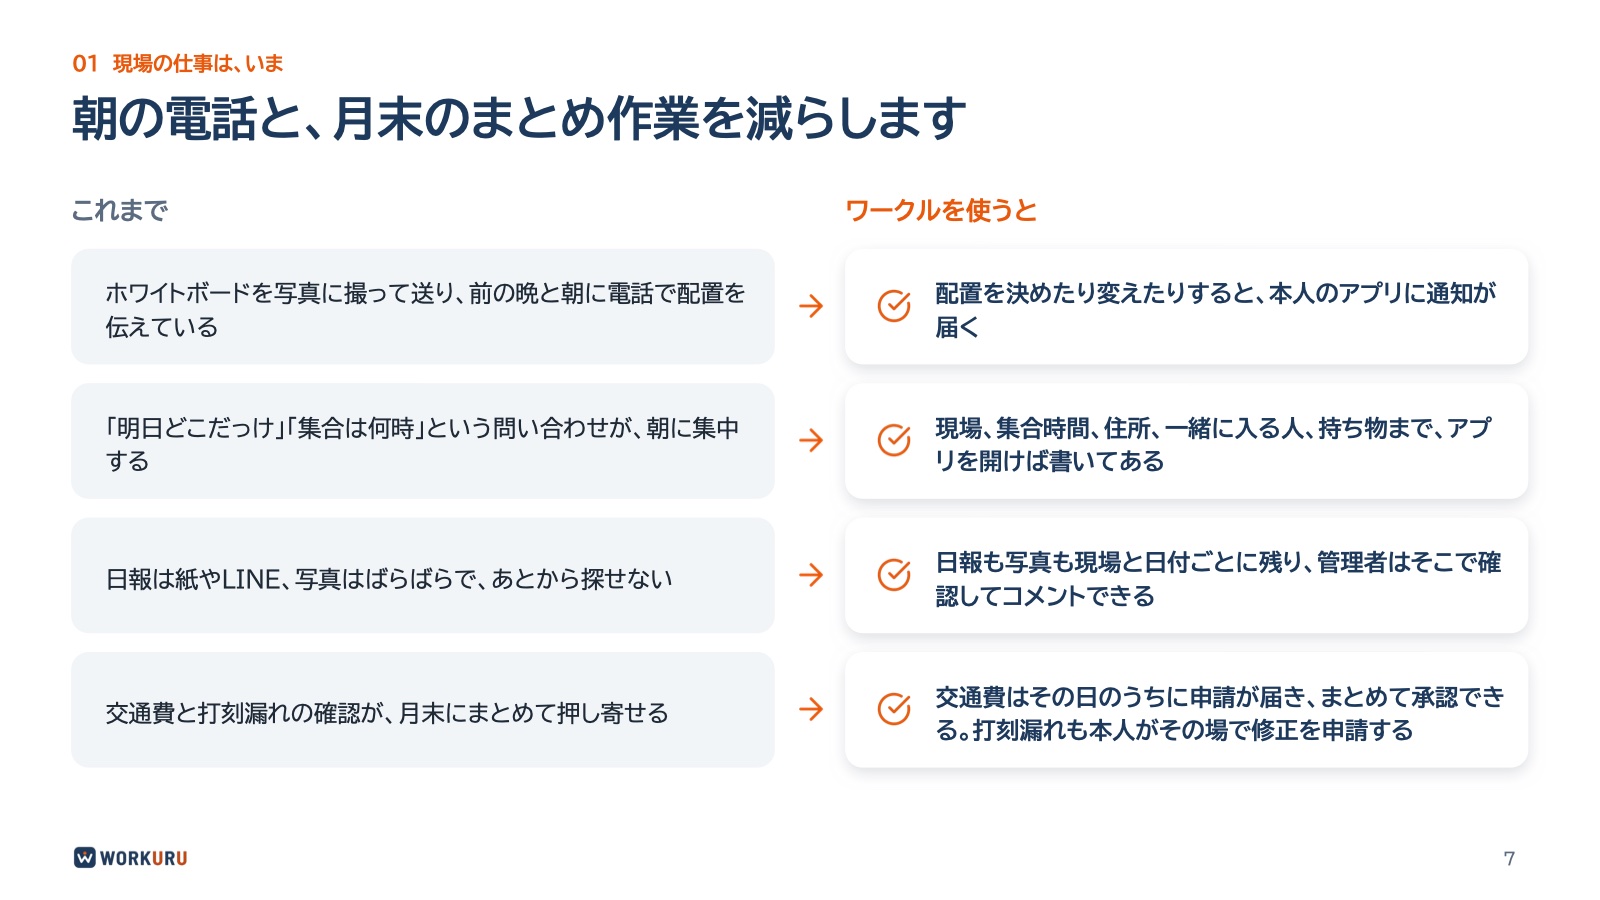 01 現場の仕事は、いま
朝の電話と、月末のまとめ作業を減らします
これまで
ワークルを使うと
ホワイトボードを写真に撮って送り、前の晩と朝に電話で配置を
伝えている
配置を決めたり変えたりすると、本人のアプリに通知が
届く
「明日どこだっけ」「集合は何時」という問い合わせが、朝に集中
する
現場、集合時間、住所、一緒に入る人、持ち物まで、アプ
リを開けば書いてある
日報は紙やLINE、写真はばらばらで、あとから探せない
日報も写真も現場と日付ごとに残り、管理者はそこで確
認してコメントできる
交通費と打刻漏れの確認が、月末にまとめて押し寄せる
交通費はその日のうちに申請が届き、まとめて承認でき
る。打刻漏れも本人がその場で修正を申請する
WORKURU
7